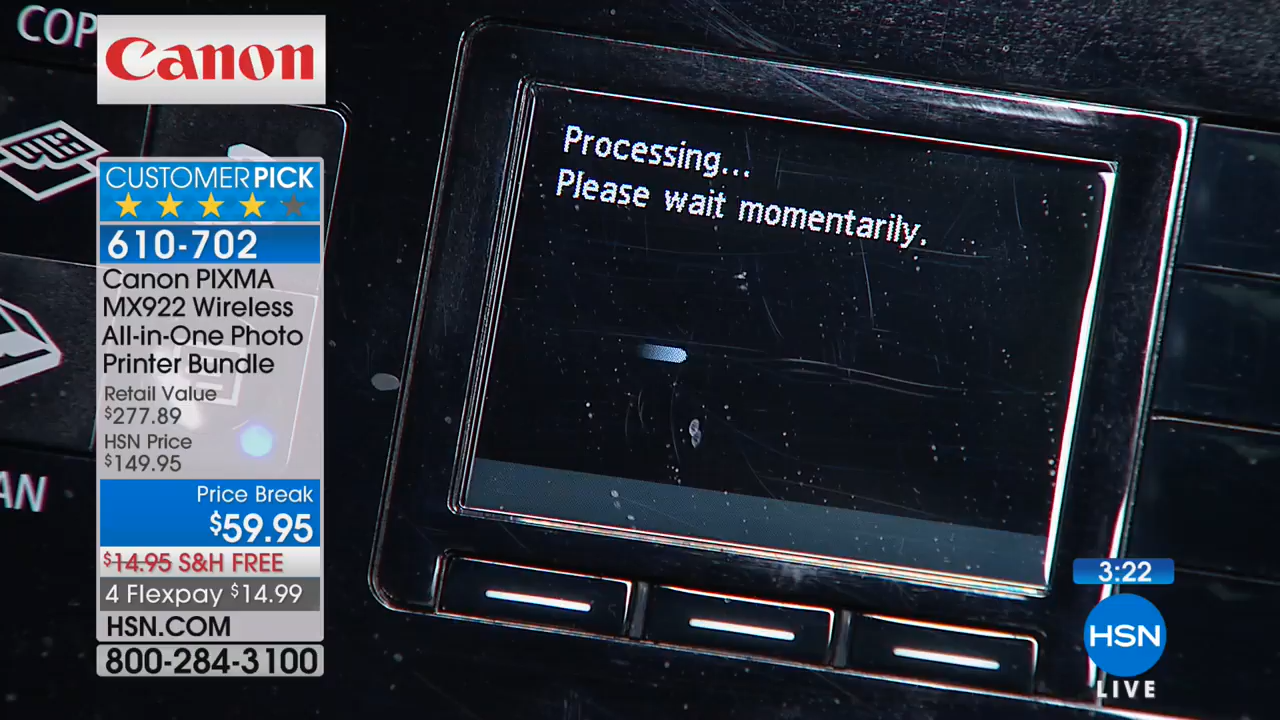 COP
Canon
CUSTOMER PICK
610-702
Canon PIXMA
MX922 Wireless
All-in-One Photo
Printer Bundle
Retail Value
$277.89
HSN Price
$149.95
Price Break
$59.95
$14.95 S&H FREE
4 Flexpay $14.99
HSN.COM
800-284-3100
AN
Processing...
Please wait momentarily.
3:22
HSN
LIVE